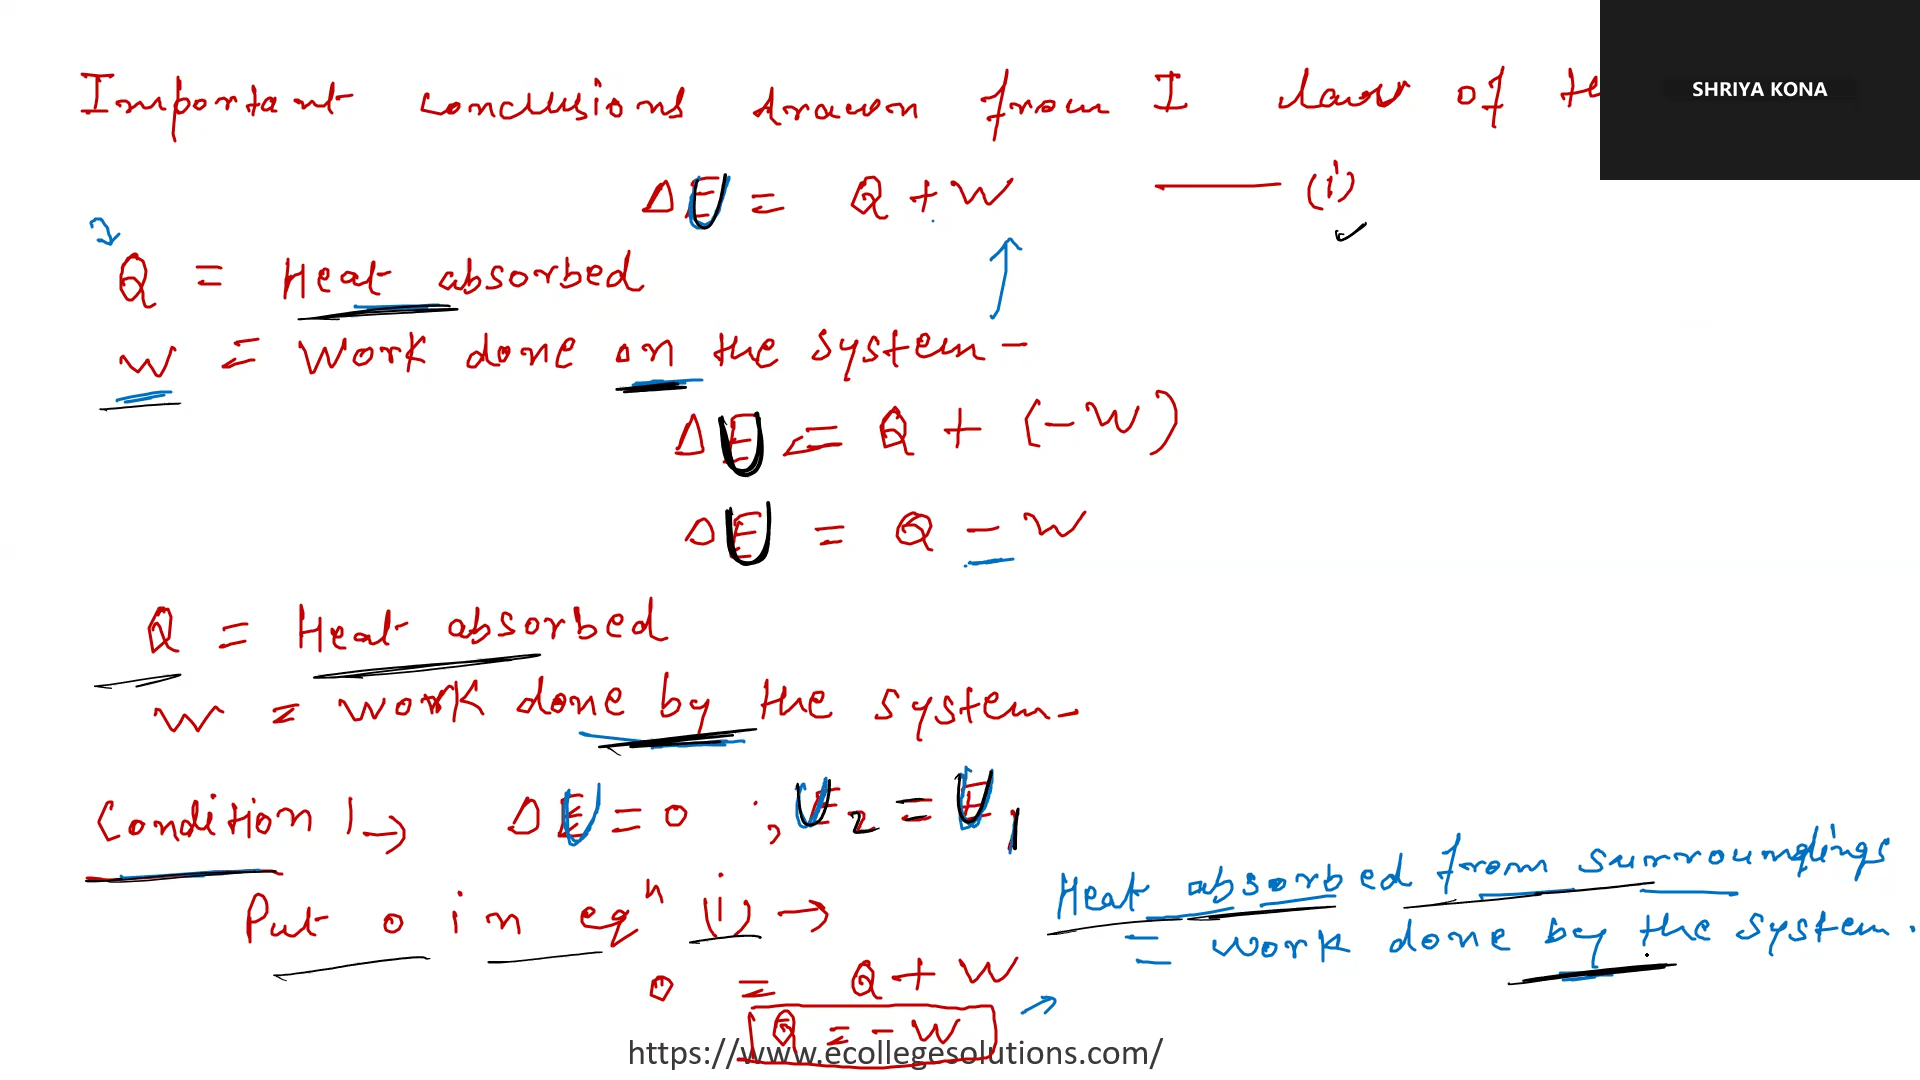 Important conclusions drawn from I law of
SHRIYA KONA
ΔU = Q + W ——— (i)
Q = Heat absorbed
W = Work done on the system -
ΔU = Q + (-W)
ΔU = Q - W
Q = Heat absorbed
W = Work done by the system.
Condition 1 → ΔU = 0 ; U2 = U1
Put 0 in eqn (i) →
Heat absorbed from surroundings
= work done by the system.
0 = Q + W
Q = - W
https://www.ecollegesolutions.com/